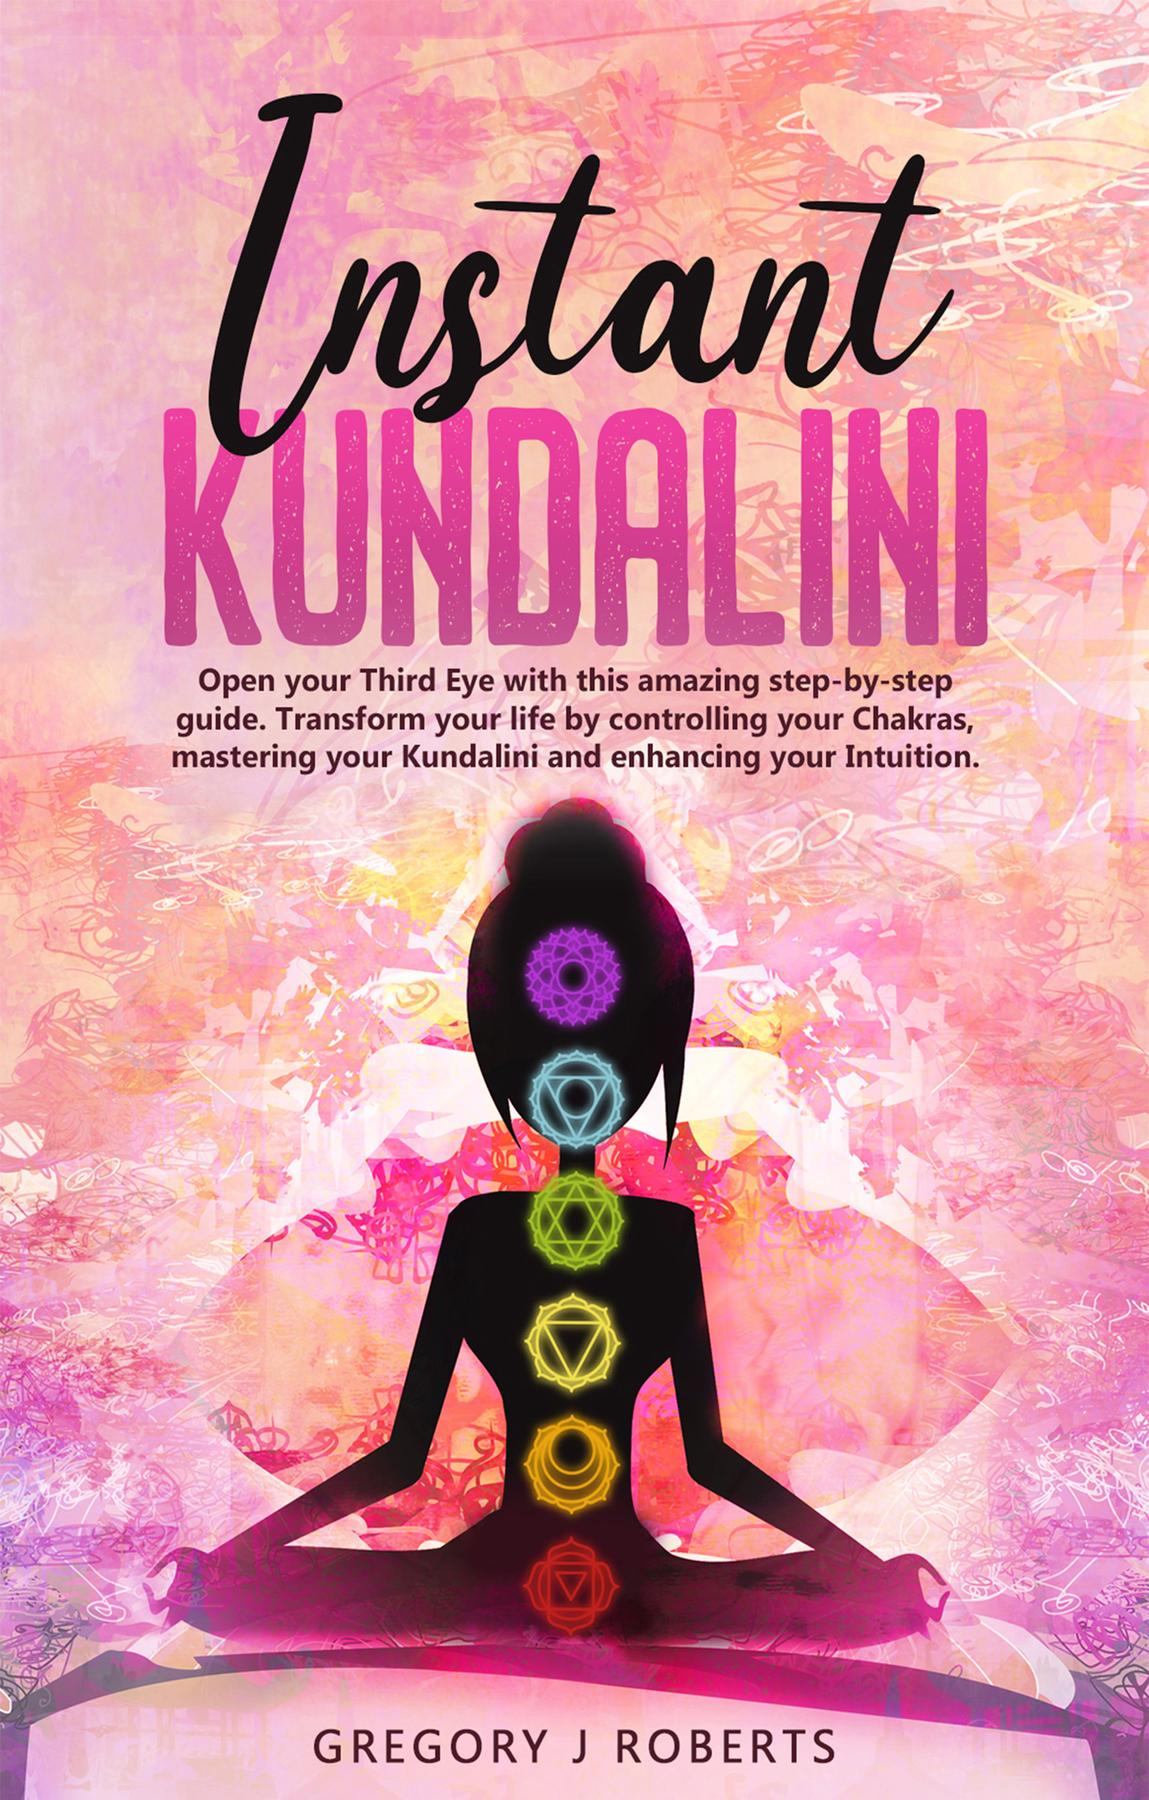 Instant
KUNDALINI
Open your Third Eye with this amazing step-by-step
guide. Transform your life by controlling your Chakras,
mastering your Kundalini and enhancing your Intuition.
GREGORY J ROBERTS